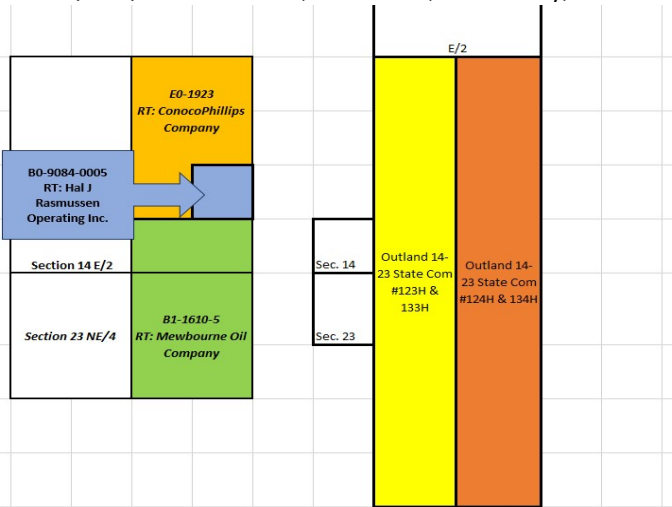 E/2
E0-1923
RT: ConocoPhillips
Company
B0-9084-0005
RT: Hal J
Rasmussen
Operating Inc.
Section 14 E/2
Section 23 NE/4
B1-1610-5
RT: Mewbourne Oil
Company
Sec. 14
Sec. 23
Outland 14-
23 State Com
#123H &
133H
Outland 14-
23 State Com
#124H & 134H